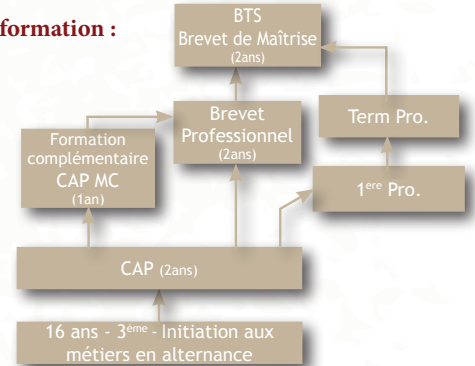 formation :
BTS
Brevet de Maîtrise
(2ans)
Brevet
Professionnel
(2ans)
Term Pro.
Formation
complémentaire
CAP MC
(1an)
1ere Pro.
CAP (2ans)
16 ans - 3ème - Initiation aux
métiers en alternance